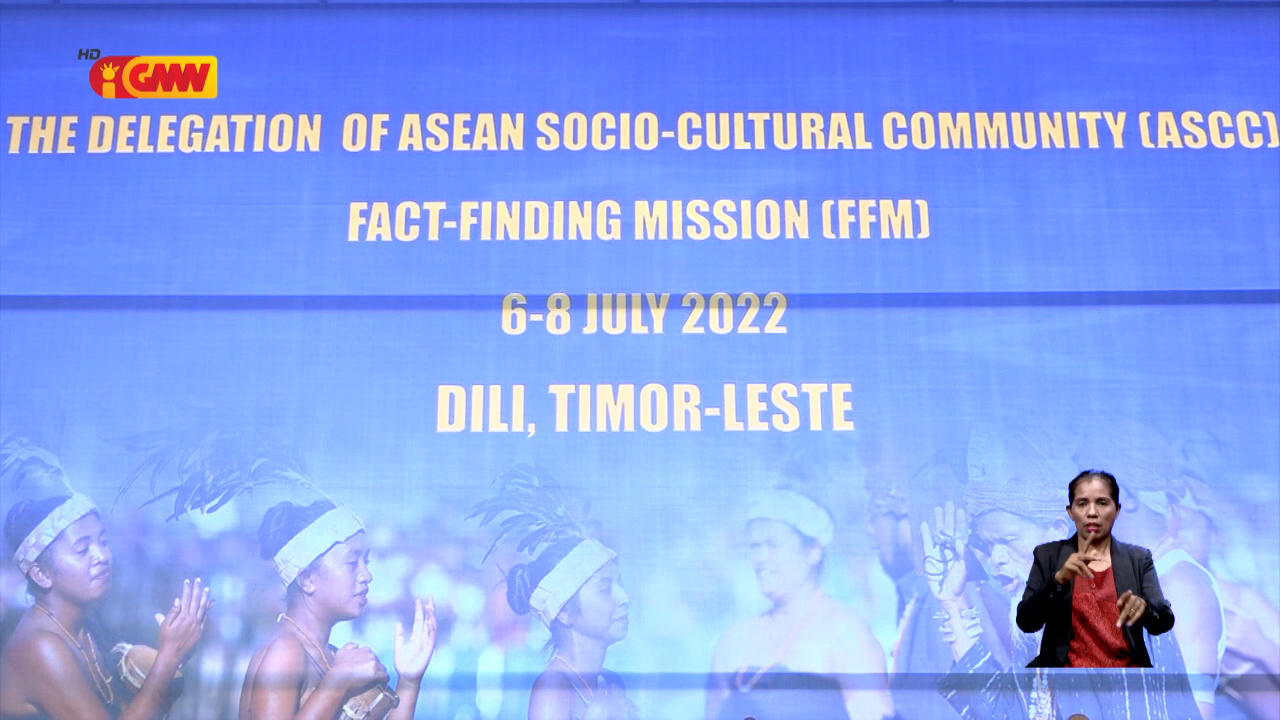 HD
GMN
THE DELEGATION OF ASEAN SOCIO-CULTURAL COMMUNITY (ASCC)
FACT-FINDING MISSION (FFM)
6-8 JULY 2022
DILI, TIMOR-LESTE